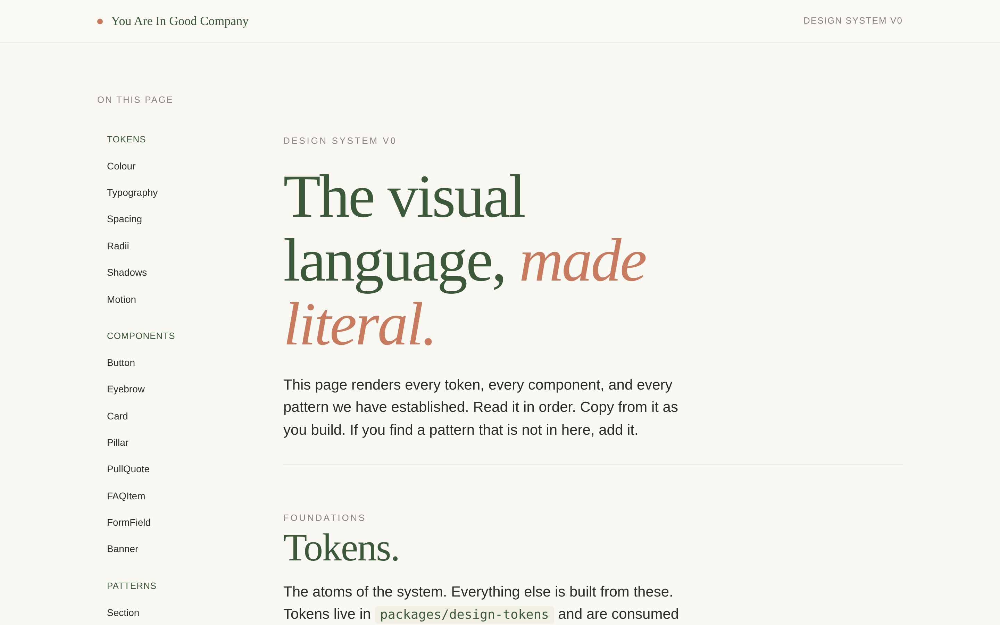 You Are In Good Company
DESIGN SYSTEM V0
ON THIS PAGE
TOKENS
Colour
Typography
Spacing
Radii
Shadows
Motion
COMPONENTS
Button
Eyebrow
Card
Pillar
PullQuote
FAQItem
FormField
Banner
PATTERNS
Section
DESIGN SYSTEM V0
The visual
language, made
literal.
This page renders every token, every component, and every
pattern we have established. Read it in order. Copy from it as
you build. If you find a pattern that is not in here, add it.
FOUNDATIONS
Tokens.
The atoms of the system. Everything else is built from these.
Tokens live in packages/design-tokens and are consumed